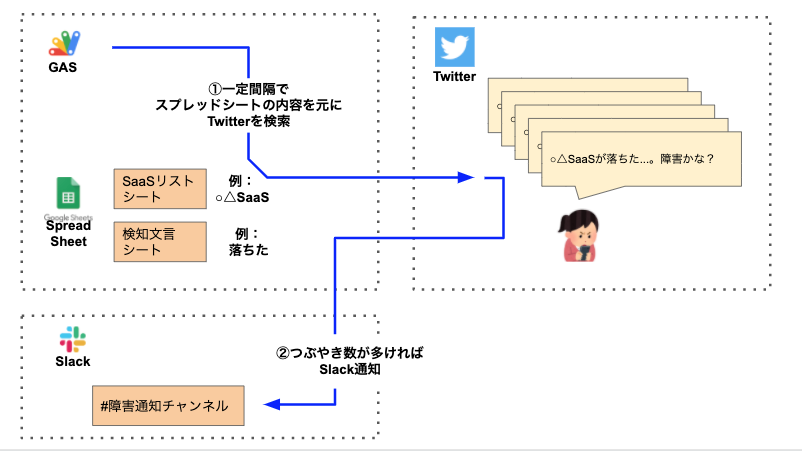 GAS
①一定間隔で
スプレッドシートの内容を元に
Twitterを検索
SaaSリスト
シート
例：
○△SaaS
Google Sheets
Spread
Sheet
検知文言
シート
例：
落ちた
Twitter
○△SaaSが落ちた...。障害かな？
Slack
②つぶやき数が多ければ
Slack通知
#障害通知チャンネル